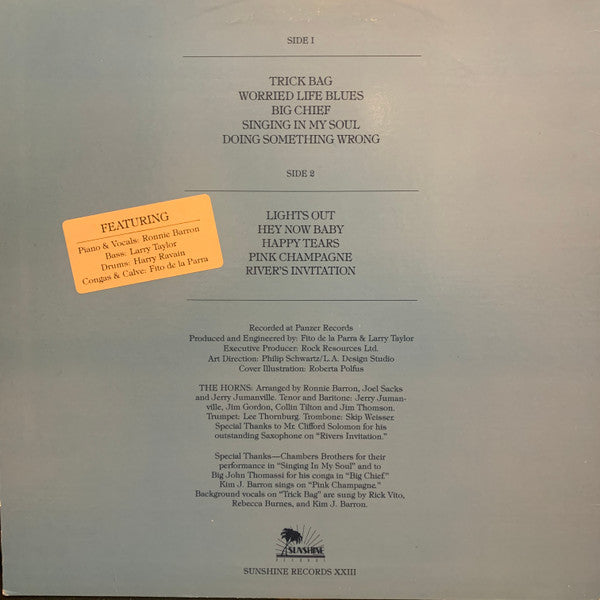 SIDE 1
TRICK BAG
WORRIED LIFE BLUES
BIG CHIEF
SINGING IN MY SOUL
DOING SOMETHING WRONG
SIDE 2
LIGHTS OUT
HEY NOW BABY
HAPPY TEARS
PINK CHAMPAGNE
RIVER'S INVITATION
FEATURING
Piano & Vocals: Ronnie Barron
Bass: Larry Taylor
Drums: Harry Ravain
Congas & Calve: Fito de la Parra
Recorded at Panzer Records
Produced and Engineered by: Fito de la Parra & Larry Taylor
Executive Producer: Rock Resources Ltd.
Art Direction: Philip Schwartz/L.A. Design Studio
Cover Illustration: Roberta Polfus
THE HORNS: Arranged by Ronnie Barron, Joel Sacks
and Jerry Jumanville. Tenor and Baritone: Jerry Juman-
ville, Jim Gordon, Collin Tilton and Jim Thomson.
Trumpet: Lee Thornburg. Trombone: Skip Weisser.
Special Thanks to Mr. Clifford Solomon for his
outstanding Saxophone on "Rivers Invitation."
Special Thanks—Chambers Brothers for their
performance in "Singing In My Soul" and to
Big John Thomassi for his conga in "Big Chief."
Kim J. Barron sings on "Pink Champagne."
Background vocals on "Trick Bag" are sung by Rick Vito,
Rebecca Burnes, and Kim J. Barron.
SUNSHINE
RECORDS
SUNSHINE RECORDS XXIII